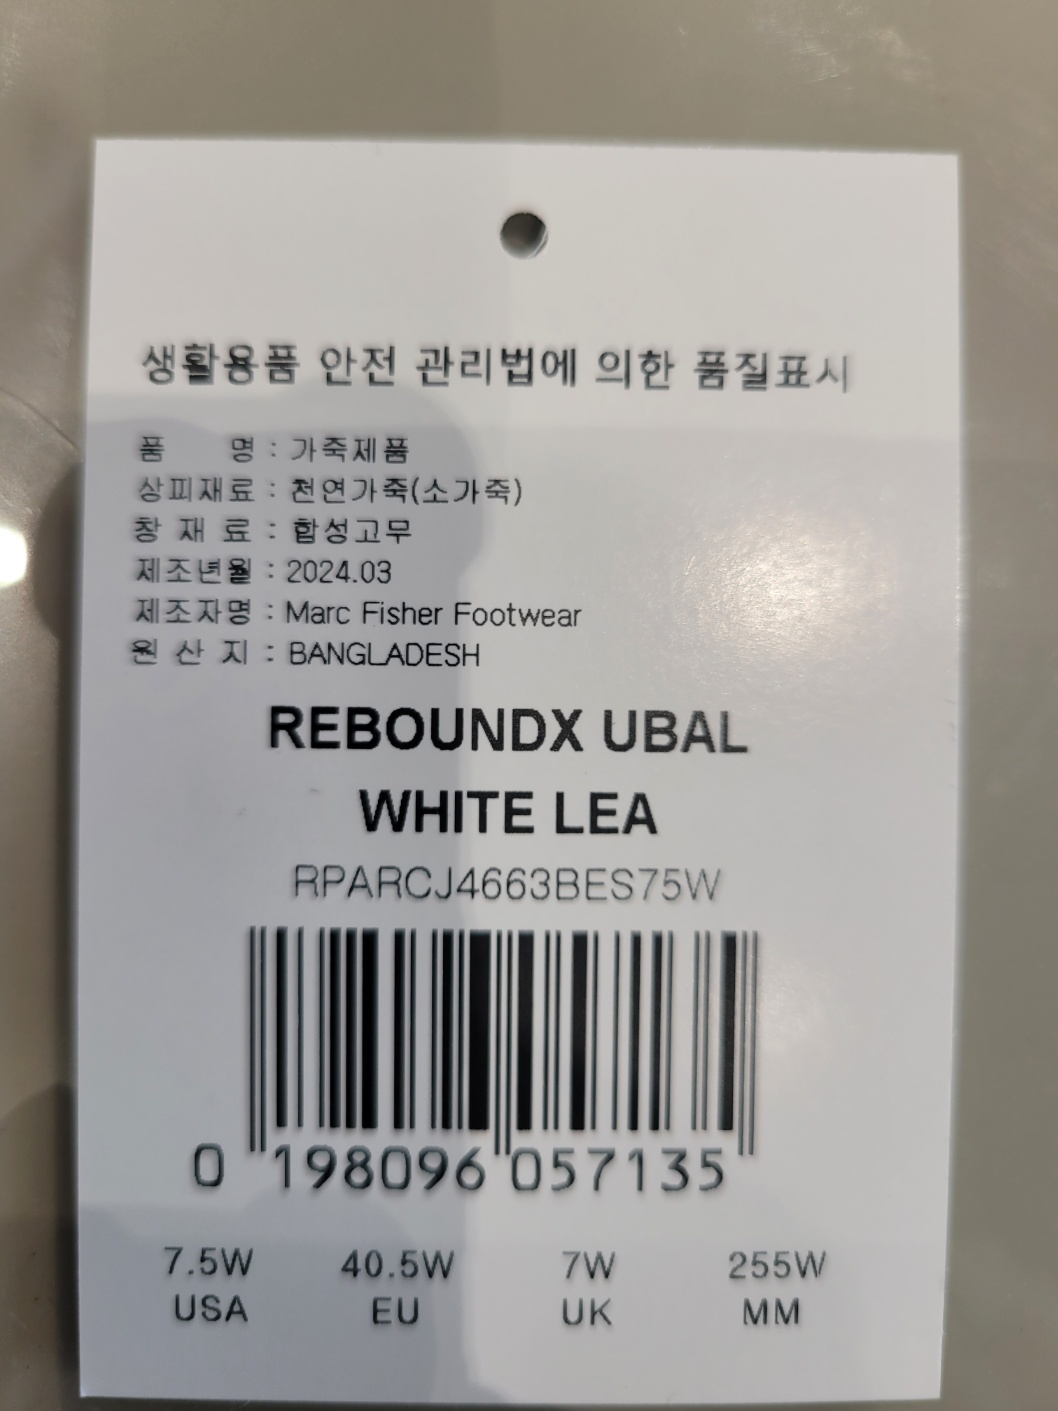 생활용품 안전 관리법에 의한 품질표시
품 명 : 가죽제품
상피재료 : 천연가죽(소가죽)
창 재 료 : 합성고무
제조년월 : 2024.03
제조자명 : Marc Fisher Footwear
원 산 지 : BANGLADESH
REBOUNDX UBAL
WHITE LEA
RPARCJ4663BES75W
0 198096 057135
7.5W 40.5W 7W 255W
USA EU UK MM